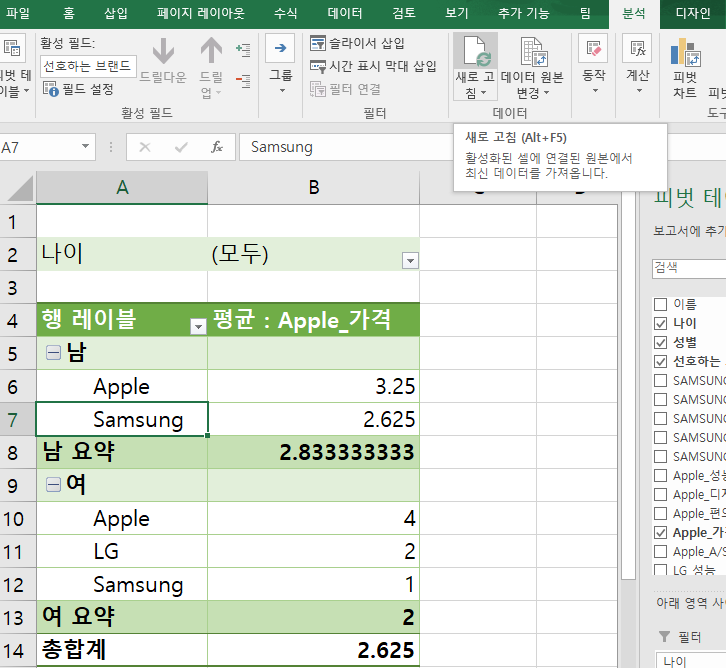 파일 홈 삽입 페이지 레이아웃 수식 데이터 검토 보기 추가 기능 팀 분석 디자인
활성 필드:
선호하는 브랜드
필드 설정
드릴다운
드릴
업
그룹
슬라이서 삽입
시간 표시 막대 삽입
필터 연결
새로 고
침
데이터 원본
변경
동작
계산
피벗
차트
활성 필드 필터 데이터
A7 fx Samsung
새로 고침 (Alt+F5)
활성화된 셀에 연결된 원본에서
최신 데이터를 가져옵니다.
A B
1
2 나이 (모두)
3
4 행 레이블 평균 : Apple_가격
5 남
6 Apple 3.25
7 Samsung 2.625
8 남 요약 2.833333333
9 여
10 Apple 4
11 LG 2
12 Samsung 1
13 여 요약 2
14 총합계 2.625
피벗
보고서에 추가
검색
이름
나이
성별
선호하는
SAMSUNG
SAMSUNG
SAMSUNG
SAMSUNG
SAMSUNG
Apple_성능
Apple_디
Apple_편
Apple_가
Apple_A/S
LG_성능
아래 영역 사
필터
나이